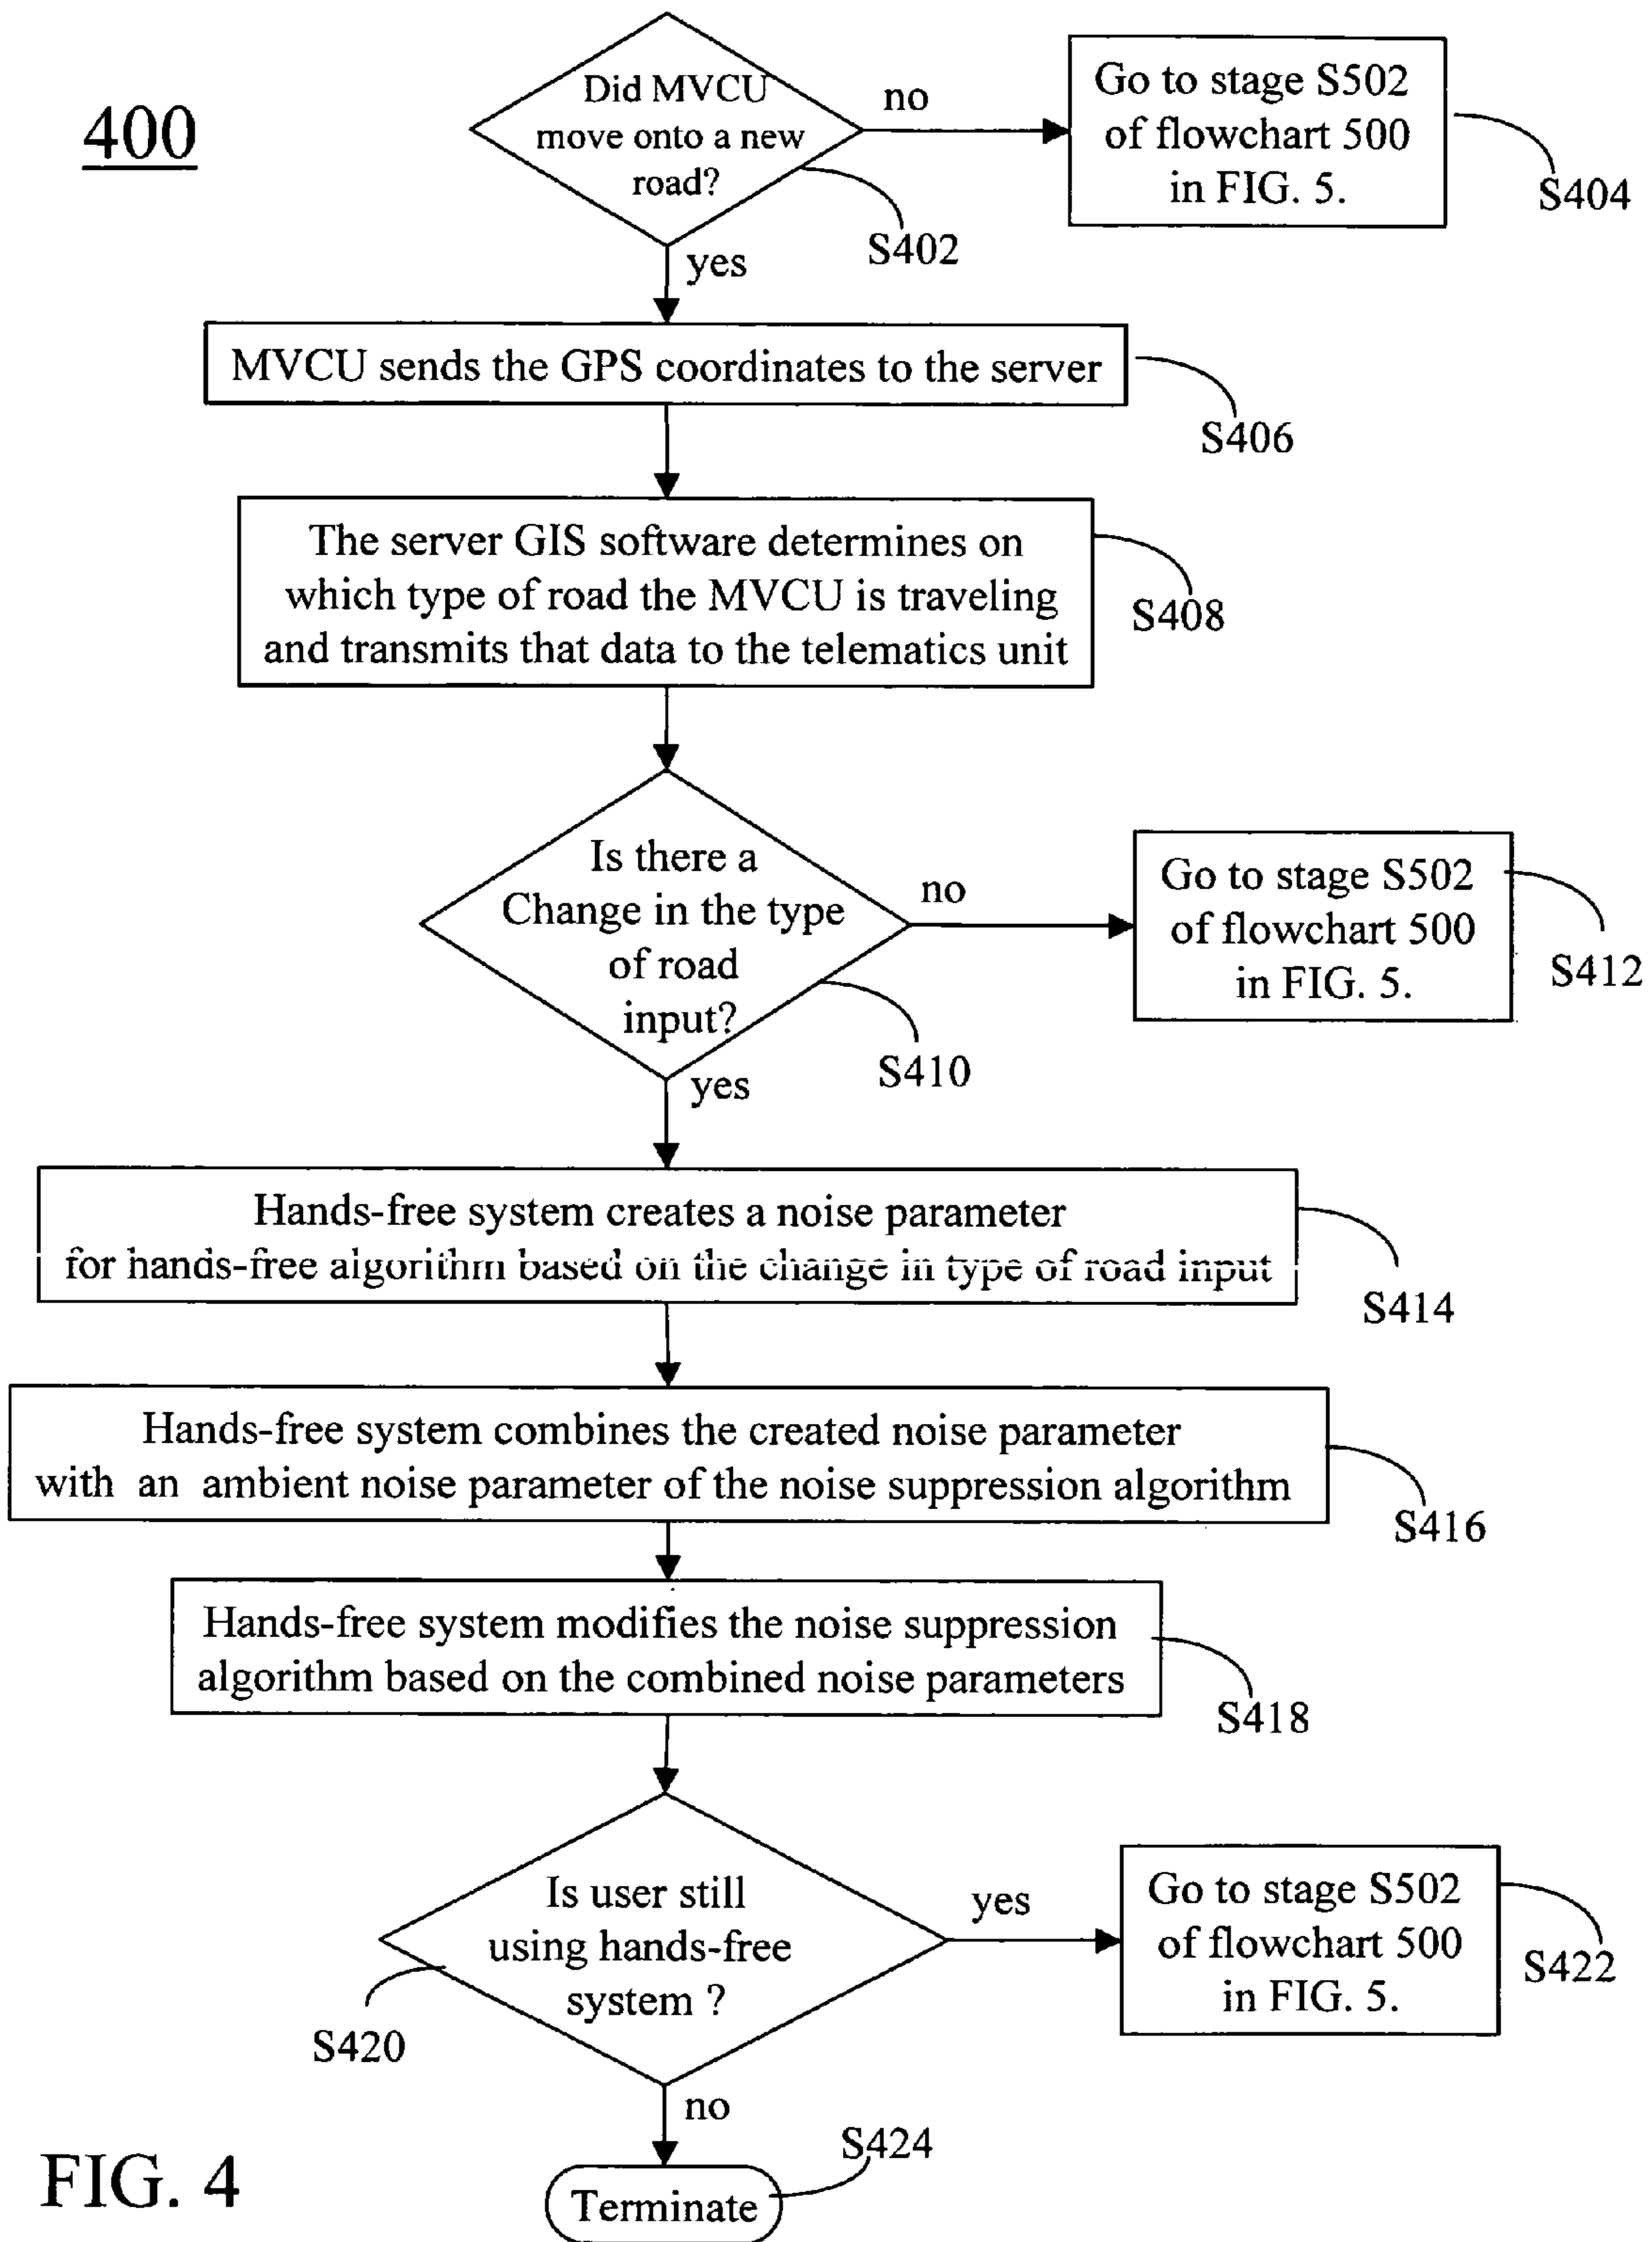 400
Did MVCU
move onto a new
road?
no
Go to stage S502
of flowchart 500
in FIG. 5.
S404
S402
yes
MVCU sends the GPS coordinates to the server
S406
The server GIS software determines on
which type of road the MVCU is traveling
and transmits that data to the telematics unit
S408
Is there a
Change in the type
of road
input?
no
Go to stage S502
of flowchart 500
in FIG. 5.
S412
S410
yes
Hands-free system creates a noise parameter
for hands-free algorithm based on the change in type of road input
S414
Hands-free system combines the created noise parameter
with an ambient noise parameter of the noise suppression algorithm
S416
Hands-free system modifies the noise suppression
algorithm based on the combined noise parameters
S418
Is user still
using hands-free
system ?
yes
Go to stage S502
of flowchart 500
in FIG. 5.
S422
S420
no
S424
Terminate
FIG. 4